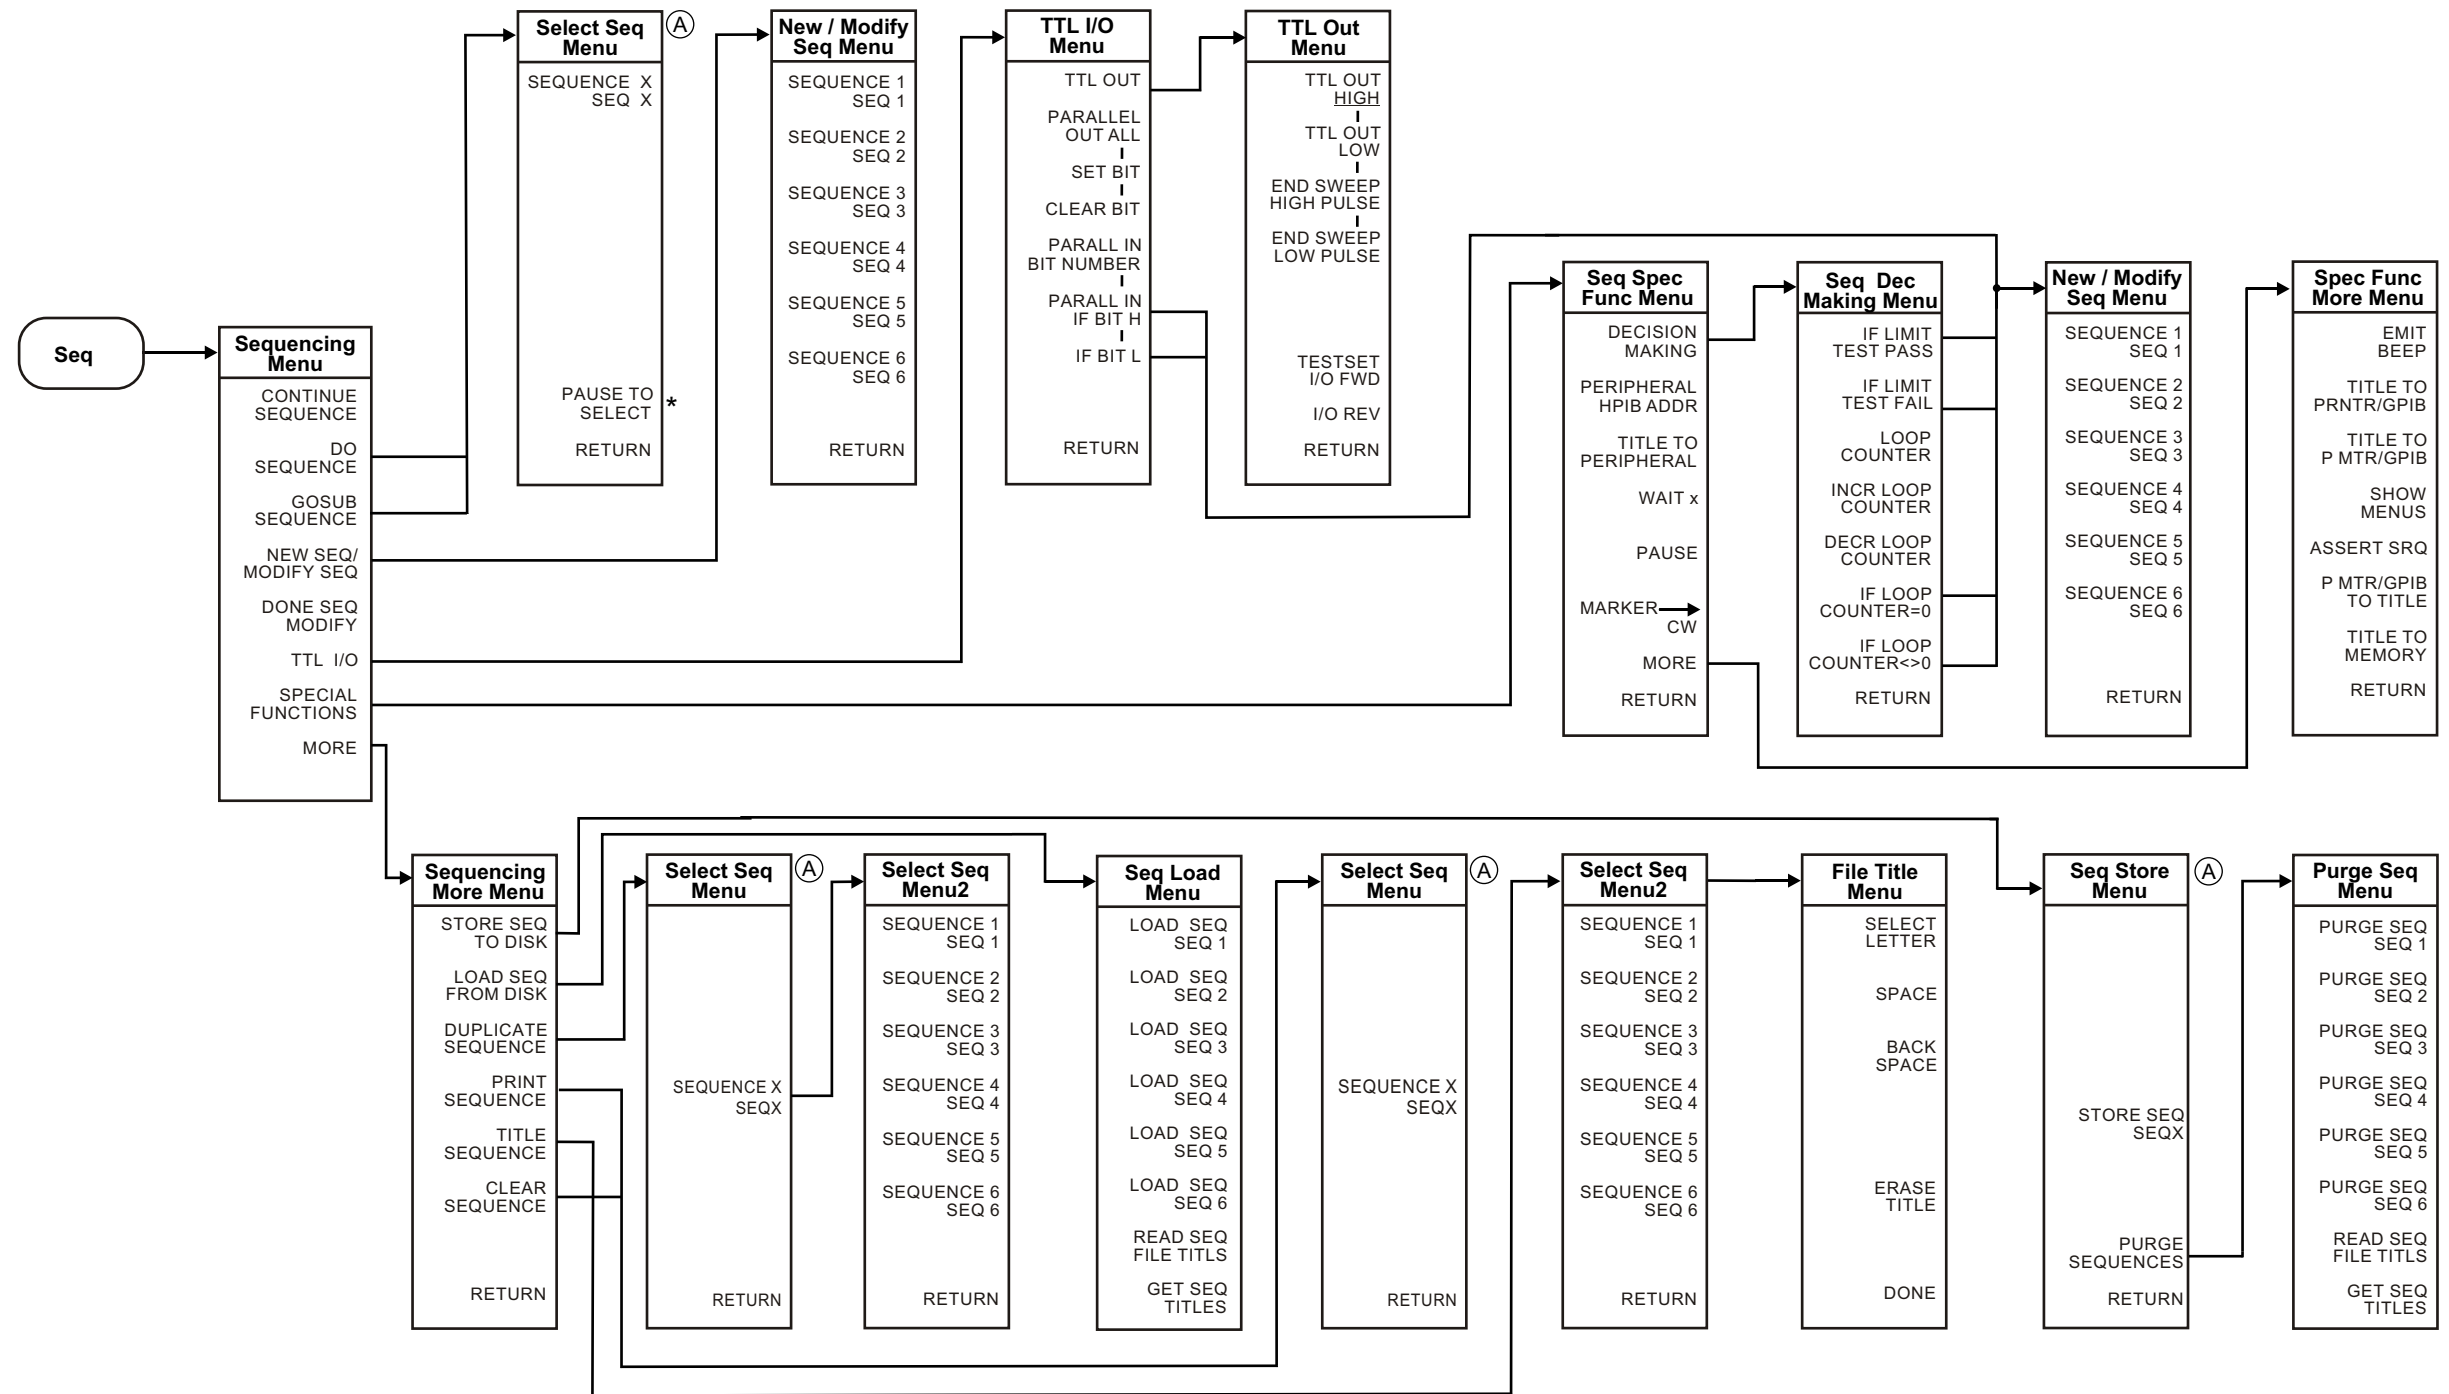 Seq
Sequencing
Menu
CONTINUE
SEQUENCE
DO
SEQUENCE
GOSUB
SEQUENCE
NEW SEQ/
MODIFY SEQ
DONE SEQ
MODIFY
TTL I/O
SPECIAL
FUNCTIONS
MORE
Select Seq
Menu
A
SEQUENCE X
SEQ X
PAUSE TO
SELECT *
RETURN
New / Modify
Seq Menu
SEQUENCE 1
SEQ 1
SEQUENCE 2
SEQ 2
SEQUENCE 3
SEQ 3
SEQUENCE 4
SEQ 4
SEQUENCE 5
SEQ 5
SEQUENCE 6
SEQ 6
RETURN
TTL I/O
Menu
TTL OUT
PARALLEL
OUT ALL
SET BIT
CLEAR BIT
PARALL IN
BIT NUMBER
PARALL IN
IF BIT H
IF BIT L
RETURN
TTL Out
Menu
TTL OUT
HIGH
TTL OUT
LOW
END SWEEP
HIGH PULSE
END SWEEP
LOW PULSE
TESTSET
I/O FWD
I/O REV
RETURN
Seq Spec
Func Menu
DECISION
MAKING
PERIPHERAL
HPIB ADDR
TITLE TO
PERIPHERAL
WAIT x
PAUSE
MARKER
CW
MORE
RETURN
Seq Dec
Making Menu
IF LIMIT
TEST PASS
IF LIMIT
TEST FAIL
LOOP
COUNTER
INCR LOOP
COUNTER
DECR LOOP
COUNTER
IF LOOP
COUNTER=0
IF LOOP
COUNTER<>0
RETURN
New / Modify
Seq Menu
SEQUENCE 1
SEQ 1
SEQUENCE 2
SEQ 2
SEQUENCE 3
SEQ 3
SEQUENCE 4
SEQ 4
SEQUENCE 5
SEQ 5
SEQUENCE 6
SEQ 6
RETURN
Spec Func
More Menu
EMIT
BEEP
TITLE TO
PRNTR/GPIB
TITLE TO
P MTR/GPIB
SHOW
MENUS
ASSERT SRQ
P MTR/GPIB
TO TITLE
TITLE TO
MEMORY
RETURN
Sequencing
More Menu
STORE SEQ
TO DISK
LOAD SEQ
FROM DISK
DUPLICATE
SEQUENCE
PRINT
SEQUENCE
TITLE
SEQUENCE
CLEAR
SEQUENCE
RETURN
Select Seq
Menu
A
SEQUENCE X
SEQX
RETURN
Select Seq
Menu2
SEQUENCE 1
SEQ 1
SEQUENCE 2
SEQ 2
SEQUENCE 3
SEQ 3
SEQUENCE 4
SEQ 4
SEQUENCE 5
SEQ 5
SEQUENCE 6
SEQ 6
RETURN
Seq Load
Menu
LOAD SEQ
SEQ 1
LOAD SEQ
SEQ 2
LOAD SEQ
SEQ 3
LOAD SEQ
SEQ 4
LOAD SEQ
SEQ 5
LOAD SEQ
SEQ 6
READ SEQ
FILE TITLS
GET SEQ
TITLES
Select Seq
Menu
A
SEQUENCE X
SEQX
RETURN
Select Seq
Menu2
SEQUENCE 1
SEQ 1
SEQUENCE 2
SEQ 2
SEQUENCE 3
SEQ 3
SEQUENCE 4
SEQ 4
SEQUENCE 5
SEQ 5
SEQUENCE 6
SEQ 6
RETURN
File Title
Menu
SELECT
LETTER
SPACE
BACK
SPACE
ERASE
TITLE
DONE
Seq Store
Menu
A
STORE SEQ
SEQX
PURGE
SEQUENCES
RETURN
Purge Seq
Menu
PURGE SEQ
SEQ 1
PURGE SEQ
SEQ 2
PURGE SEQ
SEQ 3
PURGE SEQ
SEQ 4
PURGE SEQ
SEQ 5
PURGE SEQ
SEQ 6
READ SEQ
FILE TITLS
GET SEQ
TITLES